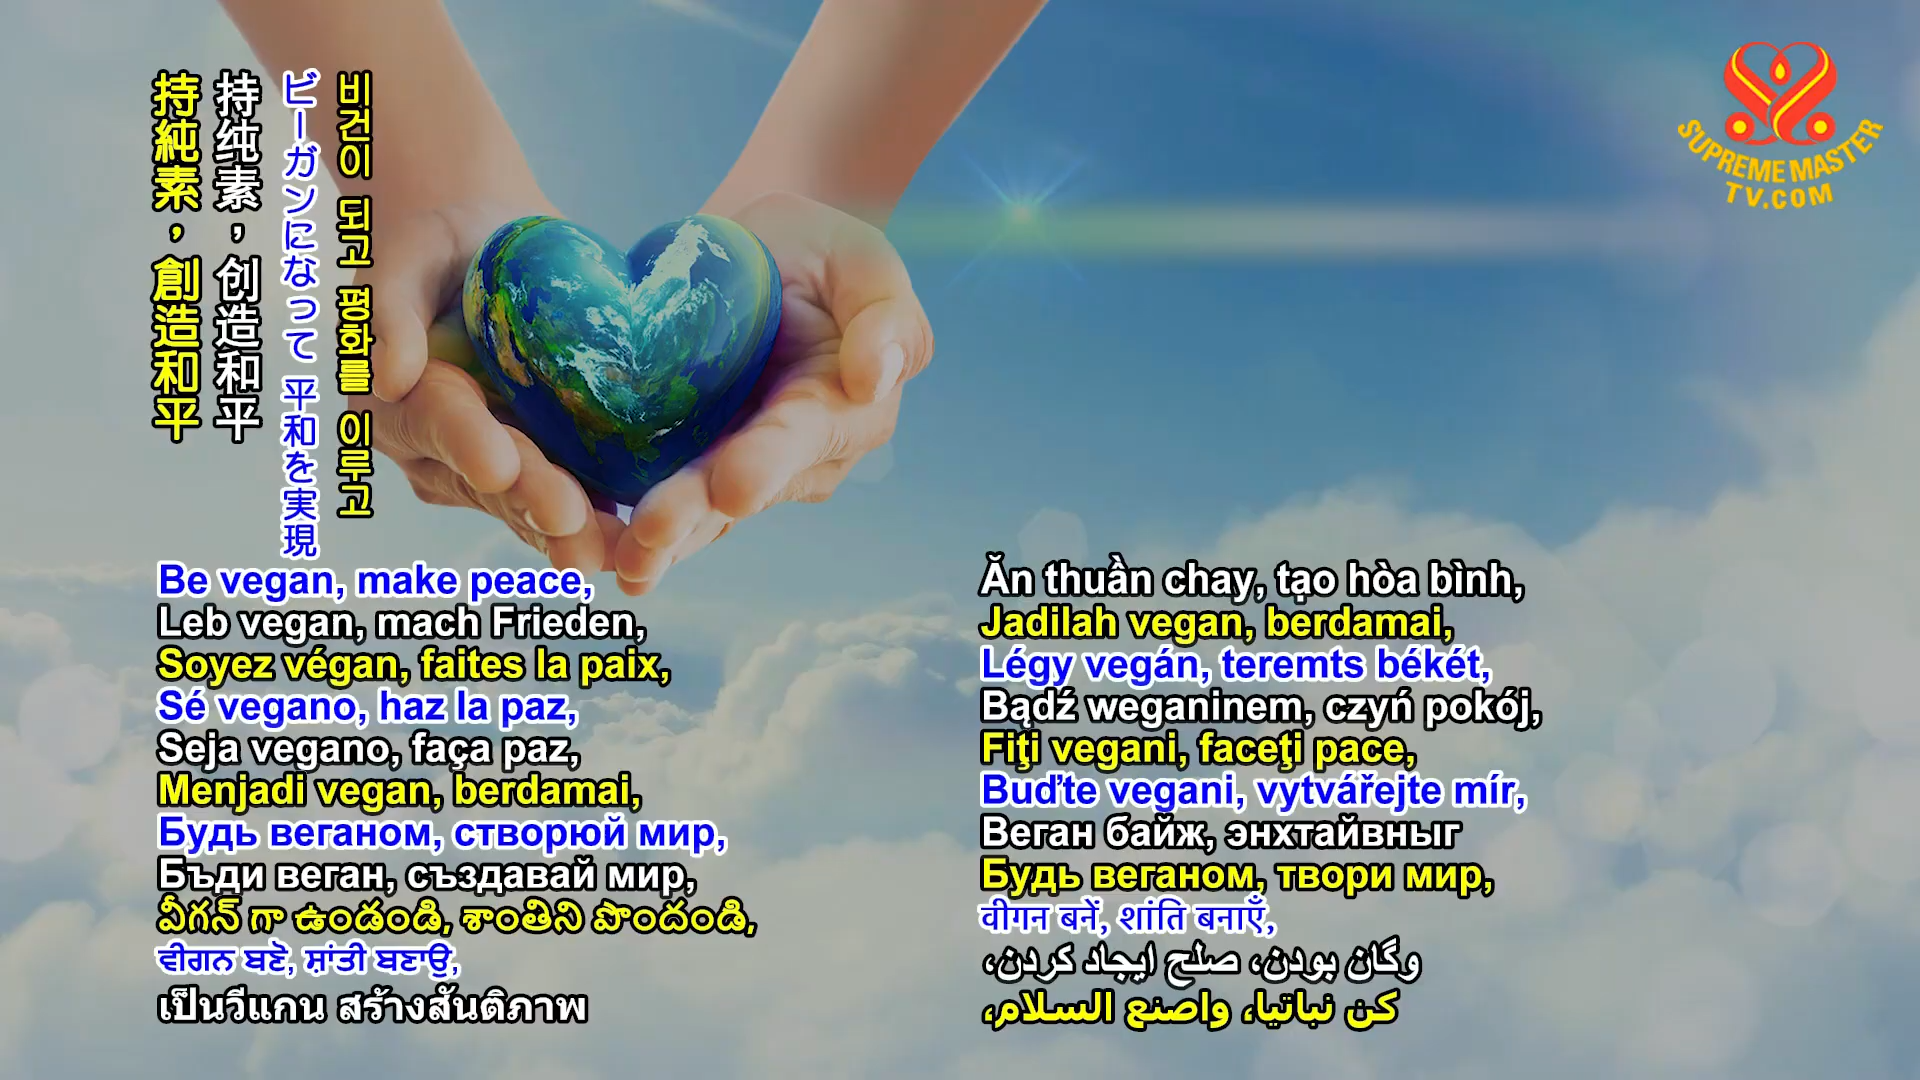 持純素，創造和平
持纯素，创造和平
ビーガンになって 平和を実現
비건이 되고 평화를 이루고
SUPREME MASTER
TV.COM
Be vegan, make peace,
Leb vegan, mach Frieden,
Soyez végan, faites la paix,
Sé vegano, haz la paz,
Seja vegano, faça paz,
Menjadi vegan, berdamai,
Будь веганом, створюй мир,
Бъди веган, създавай мир,
వీగన్ గా ఉండండి, శాంతిని పొందండి,
ਵੀਗਨ ਬਣੋ, ਸ਼ਾਂਤੀ ਬਣਾਉ,
เป็นวีแกน สร้างสันติภาพ
Ăn thuần chay, tạo hòa bình,
Jadilah vegan, berdamai,
Légy vegán, teremts békét,
Bądź weganinem, czyń pokój,
Fiţi vegani, faceţi pace,
Buďte vegani, vytvářejte mír,
Веган байж, энхтайвныг
Будь веганом, твори мир,
वीगन बनें, शांति बनाएँ,
وگان بودن، صلح ایجاد کردن،
كن نباتيا، واصنع السلام،